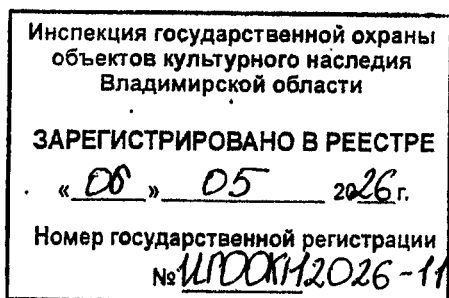 Инспекция государственной охраны
объектов культурного наследия
Владимирской области
ЗАРЕГИСТРИРОВАНО В РЕЕСТРЕ
« 06 » 05 2026 г.
Номер государственной регистрации
№ ИГООКН2026-11